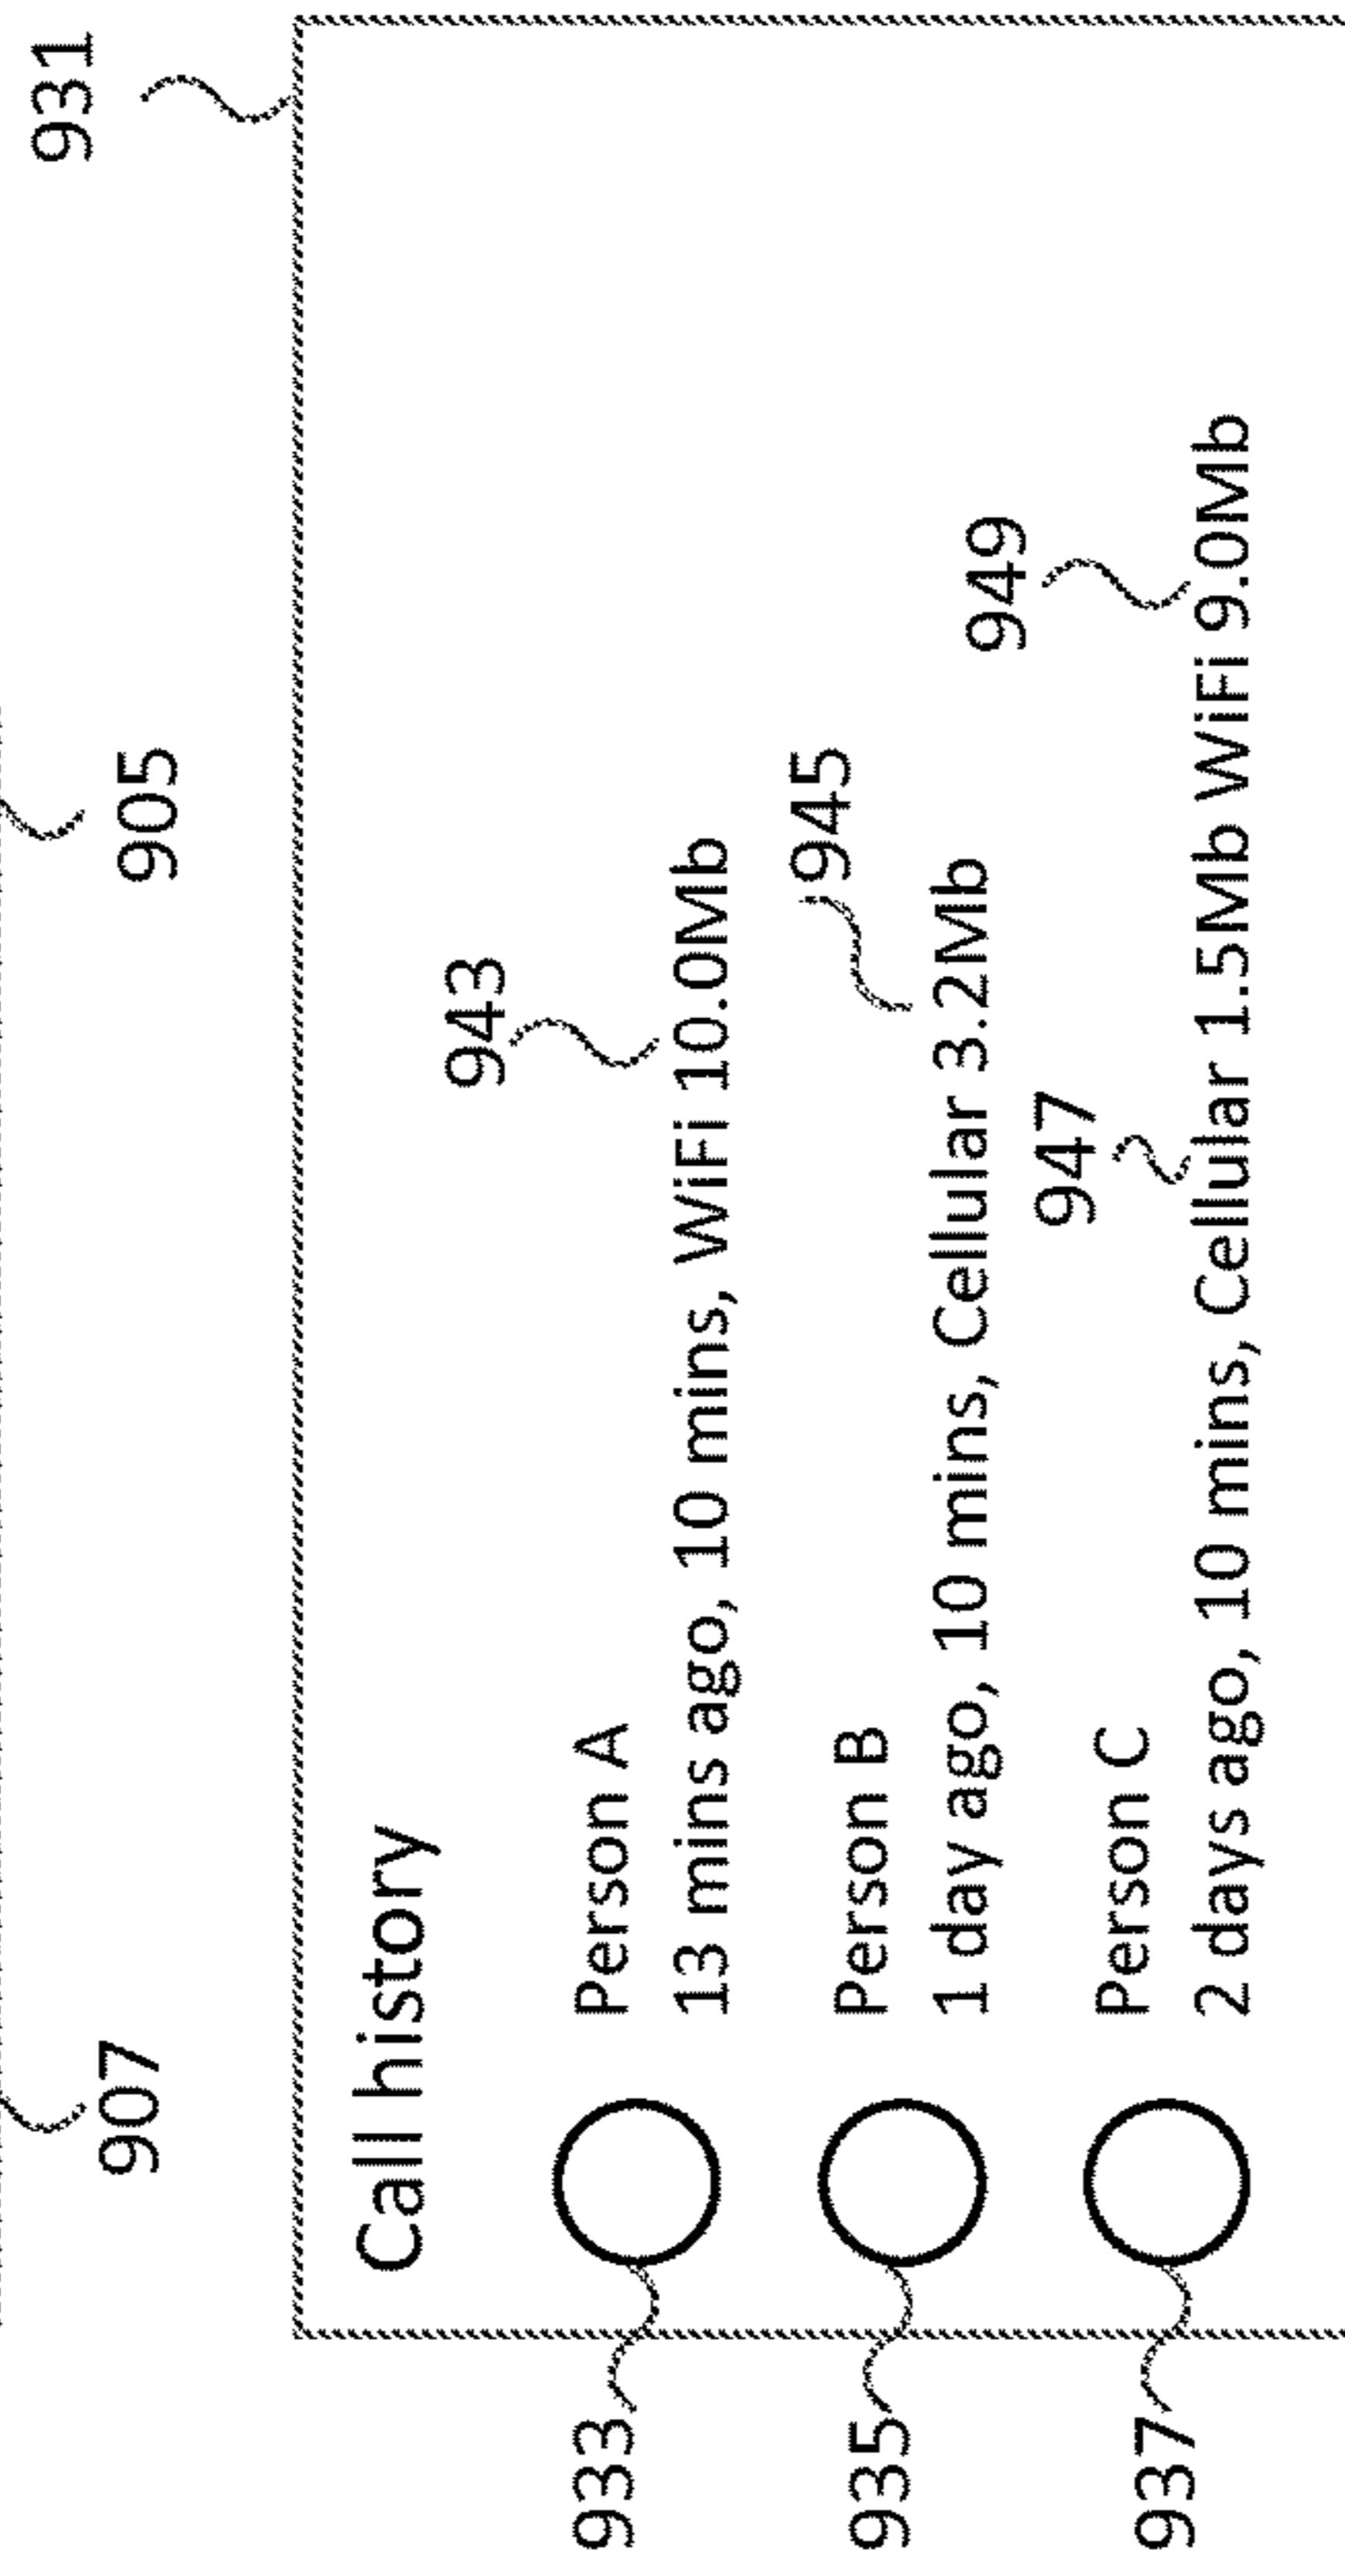 907
905
931
Call history
943
933
Person A
13 mins ago, 10 mins, WiFi 10.0Mb
945
935
Person B
1 day ago, 10 mins, Cellular 3.2Mb
947
949
937
Person C
2 days ago, 10 mins, Cellular 1.5Mb WiFi 9.0Mb